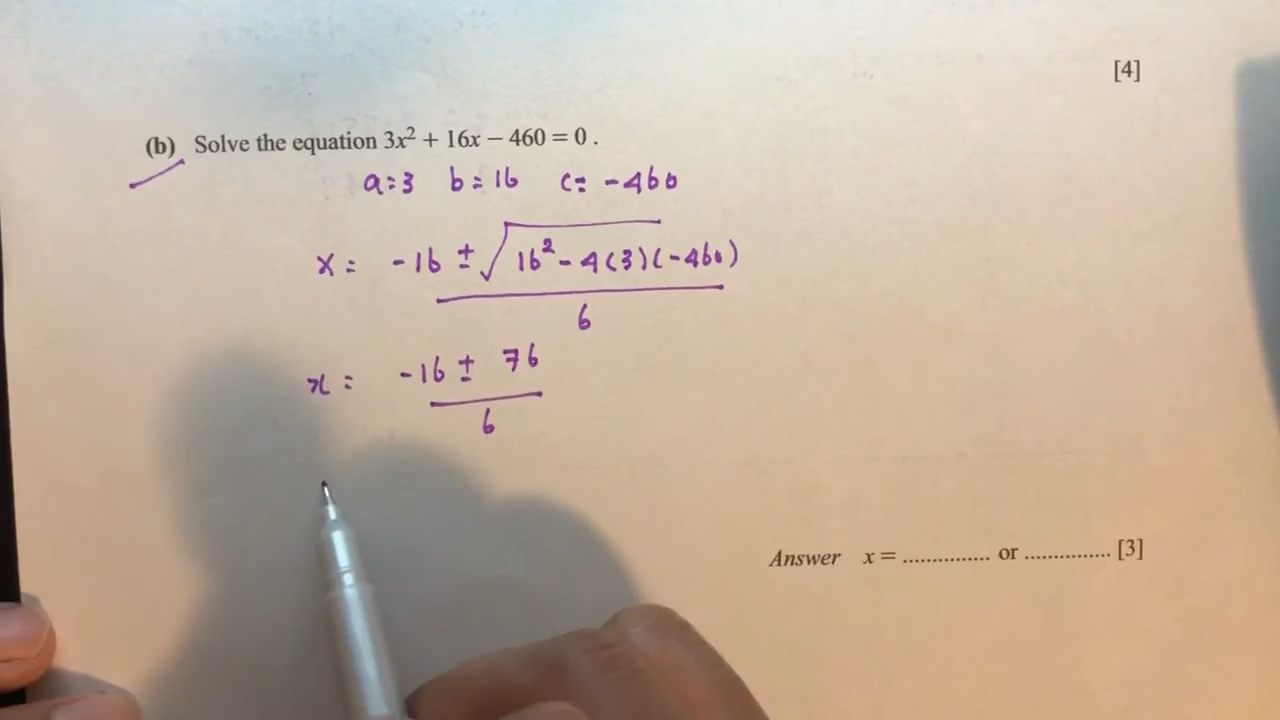 [4]
(b) Solve the equation 3x² + 16x − 460 = 0 .
a=3 b=16 c= -460
x= -16 ± √16² - 4(3)(-460)
6
x= -16 ± 76
6
Answer x = ............... or ............... [3]